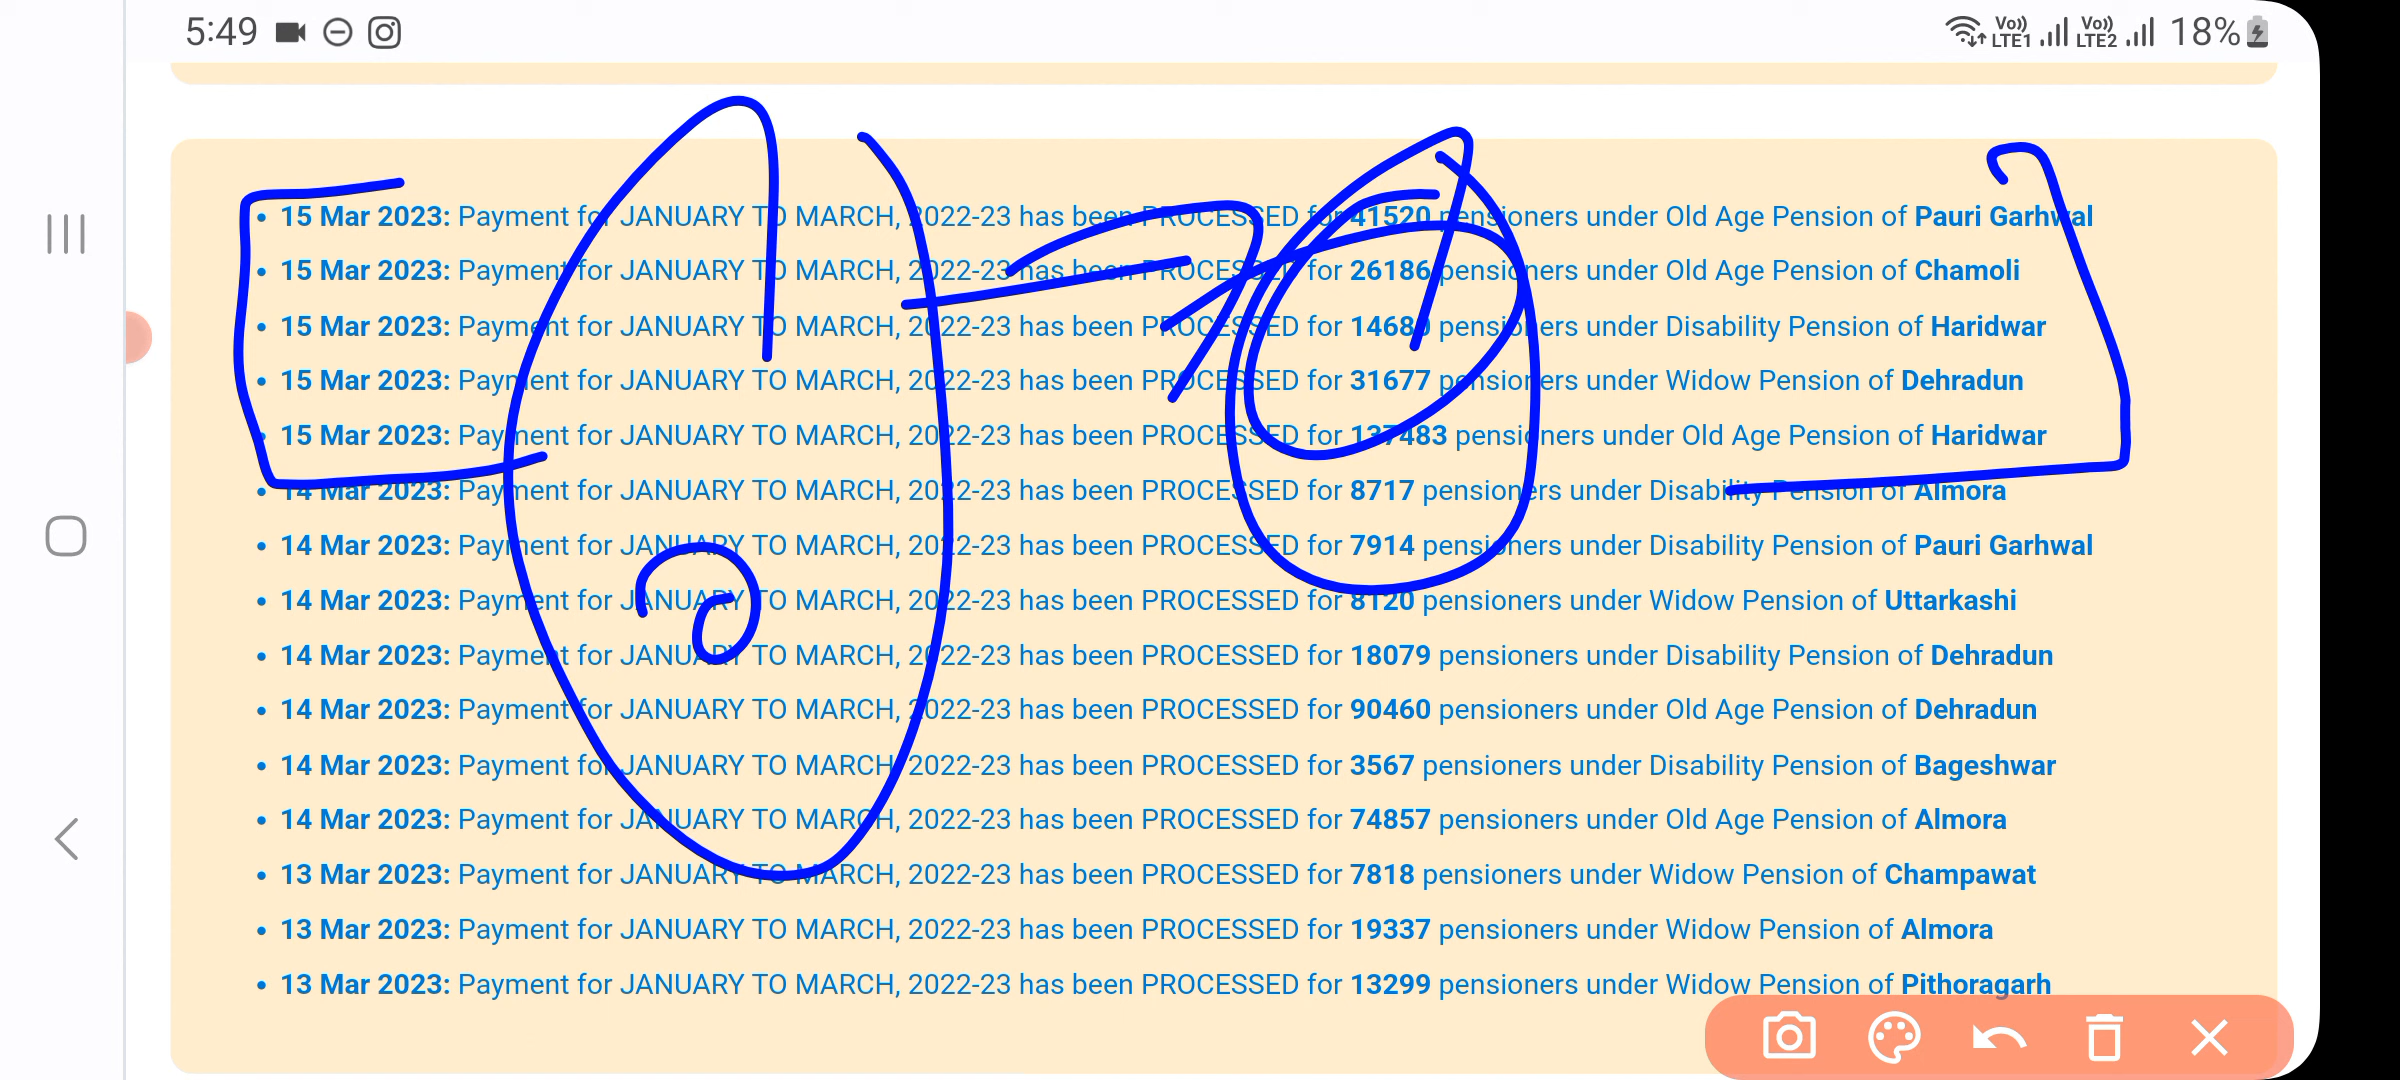 5:49 Vo)) LTE1 Vo)) LTE2 18%
• 15 Mar 2023: Payment for JANUARY TO MARCH, 2022-23 has been PROCESSED for 41520 pensioners under Old Age Pension of Pauri Garhwal
• 15 Mar 2023: Payment for JANUARY TO MARCH, 2022-23 has been PROCESSED for 26186 pensioners under Old Age Pension of Chamoli
• 15 Mar 2023: Payment for JANUARY TO MARCH, 2022-23 has been PROCESSED for 14680 pensioners under Disability Pension of Haridwar
• 15 Mar 2023: Payment for JANUARY TO MARCH, 2022-23 has been PROCESSED for 31677 pensioners under Widow Pension of Dehradun
• 15 Mar 2023: Payment for JANUARY TO MARCH, 2022-23 has been PROCESSED for 137483 pensioners under Old Age Pension of Haridwar
• 14 Mar 2023: Payment for JANUARY TO MARCH, 2022-23 has been PROCESSED for 8717 pensioners under Disability Pension of Almora
• 14 Mar 2023: Payment for JANUARY TO MARCH, 2022-23 has been PROCESSED for 7914 pensioners under Disability Pension of Pauri Garhwal
• 14 Mar 2023: Payment for JANUARY TO MARCH, 2022-23 has been PROCESSED for 8120 pensioners under Widow Pension of Uttarkashi
• 14 Mar 2023: Payment for JANUARY TO MARCH, 2022-23 has been PROCESSED for 18079 pensioners under Disability Pension of Dehradun
• 14 Mar 2023: Payment for JANUARY TO MARCH, 2022-23 has been PROCESSED for 90460 pensioners under Old Age Pension of Dehradun
• 14 Mar 2023: Payment for JANUARY TO MARCH, 2022-23 has been PROCESSED for 3567 pensioners under Disability Pension of Bageshwar
• 14 Mar 2023: Payment for JANUARY TO MARCH, 2022-23 has been PROCESSED for 74857 pensioners under Old Age Pension of Almora
• 13 Mar 2023: Payment for JANUARY TO MARCH, 2022-23 has been PROCESSED for 7818 pensioners under Widow Pension of Champawat
• 13 Mar 2023: Payment for JANUARY TO MARCH, 2022-23 has been PROCESSED for 19337 pensioners under Widow Pension of Almora
• 13 Mar 2023: Payment for JANUARY TO MARCH, 2022-23 has been PROCESSED for 13299 pensioners under Widow Pension of Pithoragarh